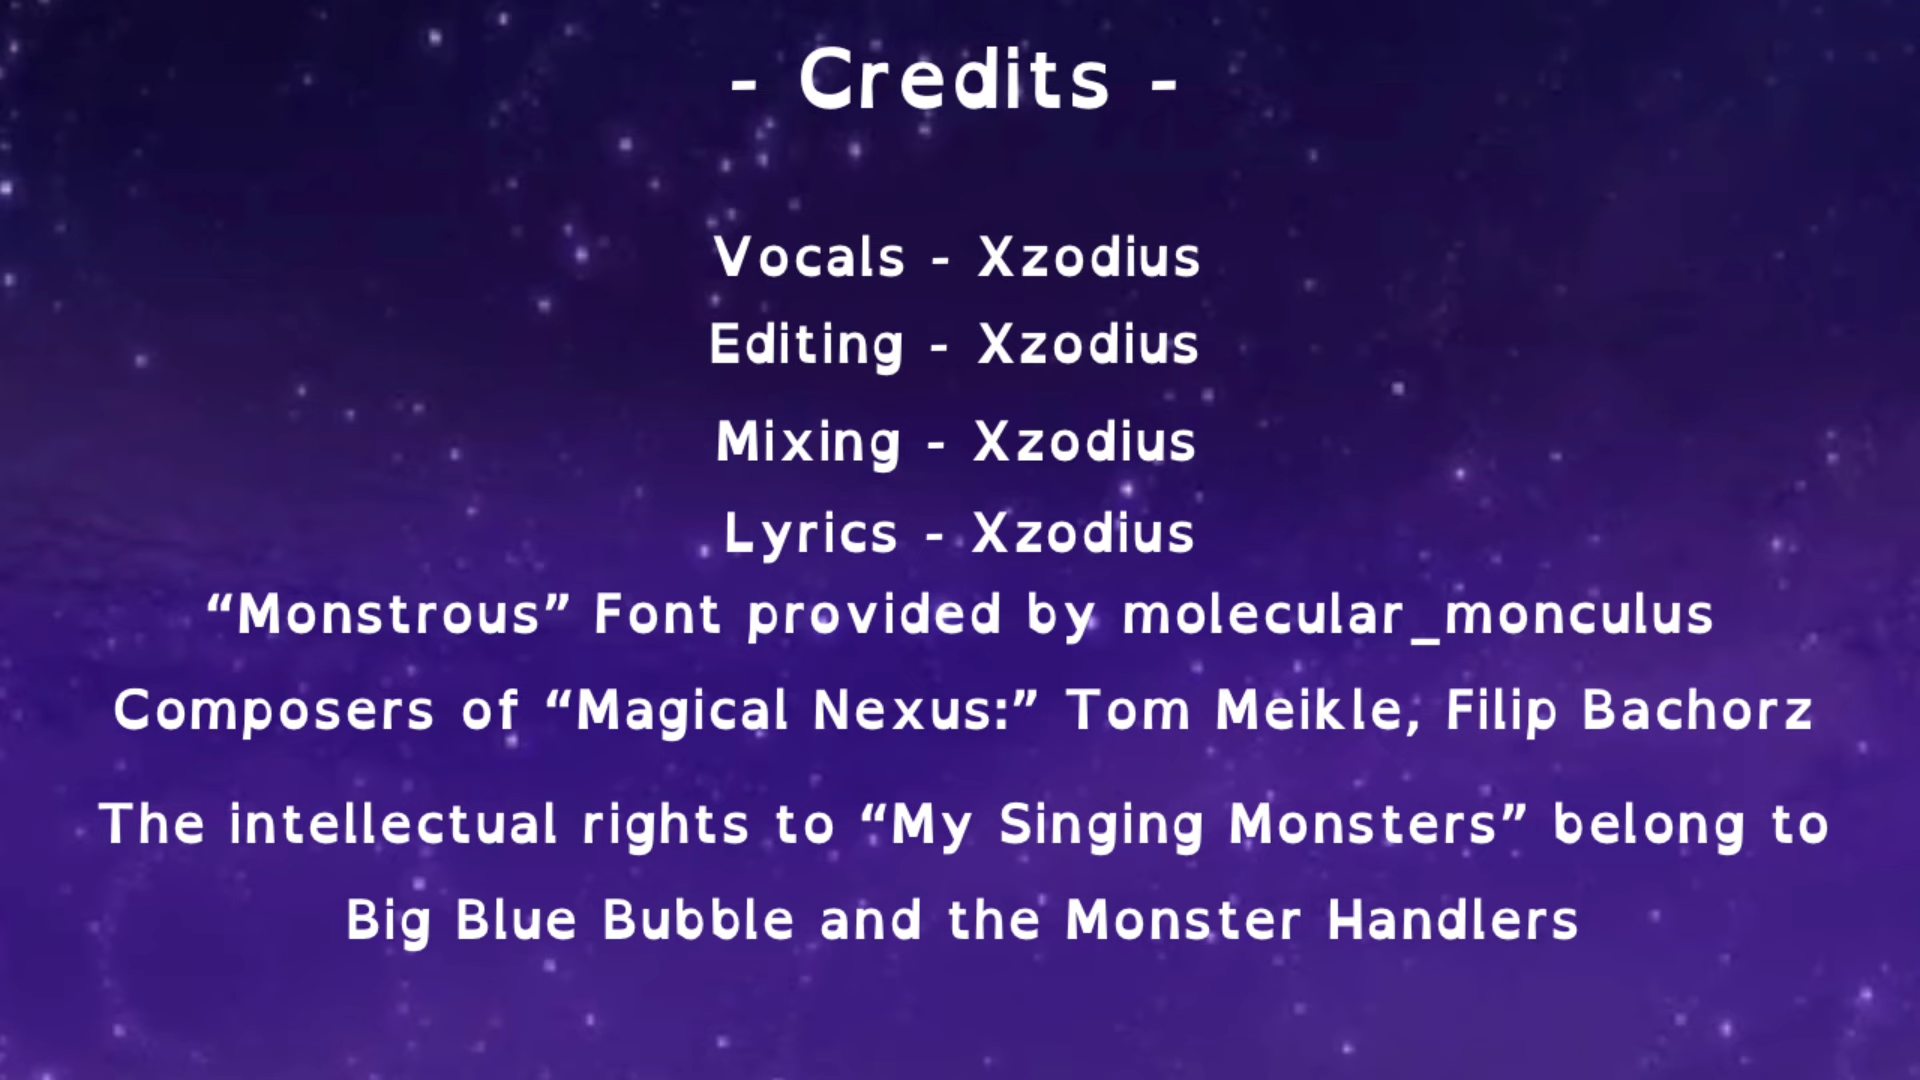 - Credits -
Vocals - Xzodius
Editing - Xzodius
Mixing - Xzodius
Lyrics - Xzodius
“Monstrous” Font provided by molecular_monculus
Composers of “Magical Nexus:” Tom Meikle, Filip Bachorz
The intellectual rights to “My Singing Monsters” belong to
Big Blue Bubble and the Monster Handlers